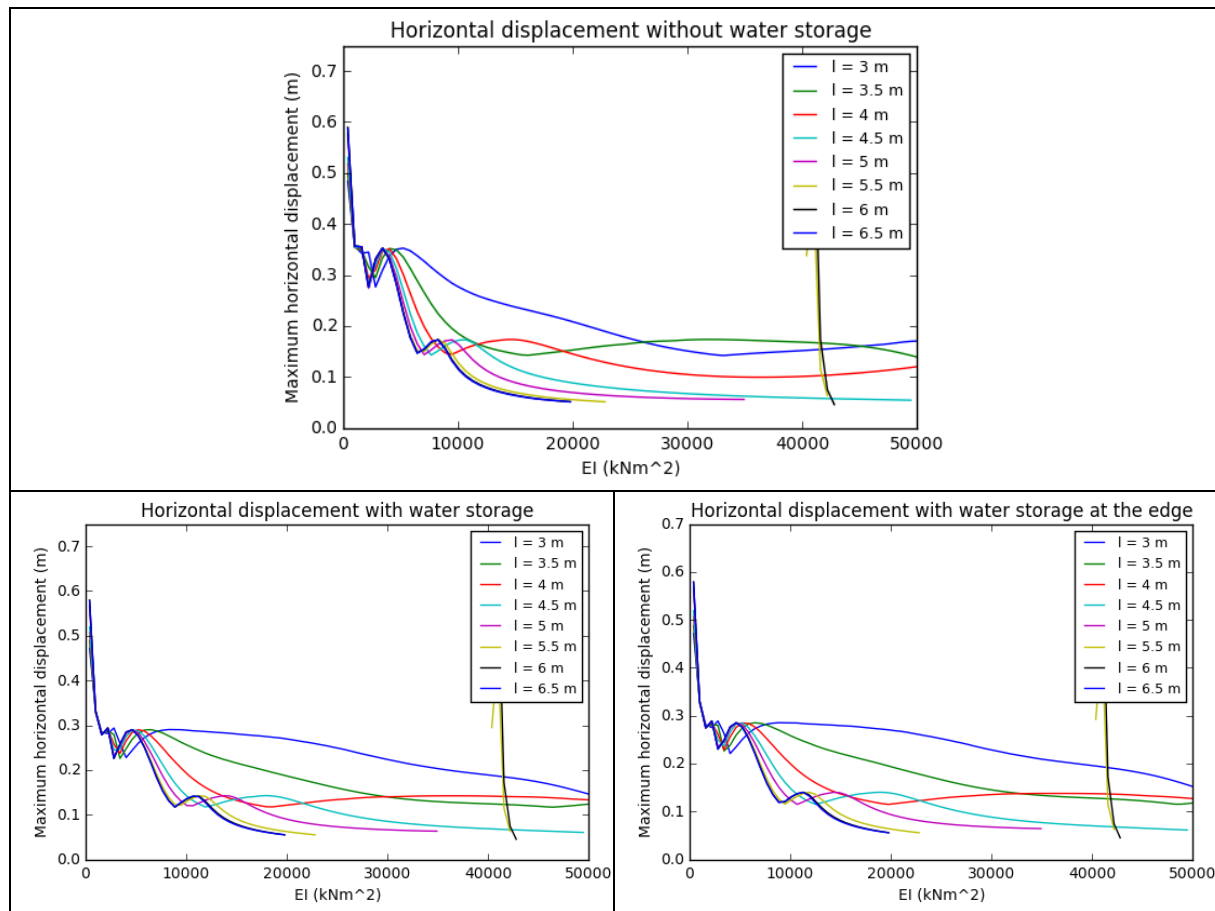 Horizontal displacement without water storage
Maximum horizontal displacement (m)
0.7
0.6
0.5
0.4
0.3
0.2
0.1
0.0
0 10000 20000 30000 40000 50000
EI (kNm^2)
l = 3 m
l = 3.5 m
l = 4 m
l = 4.5 m
l = 5 m
l = 5.5 m
l = 6 m
l = 6.5 m
Horizontal displacement with water storage
Maximum horizontal displacement (m)
0.7
0.6
0.5
0.4
0.3
0.2
0.1
0.0
0 10000 20000 30000 40000 50000
EI (kNm^2)
l = 3 m
l = 3.5 m
l = 4 m
l = 4.5 m
l = 5 m
l = 5.5 m
l = 6 m
l = 6.5 m
Horizontal displacement with water storage at the edge
Maximum horizontal displacement (m)
0.7
0.6
0.5
0.4
0.3
0.2
0.1
0.0
0 10000 20000 30000 40000 50000
EI (kNm^2)
l = 3 m
l = 3.5 m
l = 4 m
l = 4.5 m
l = 5 m
l = 5.5 m
l = 6 m
l = 6.5 m